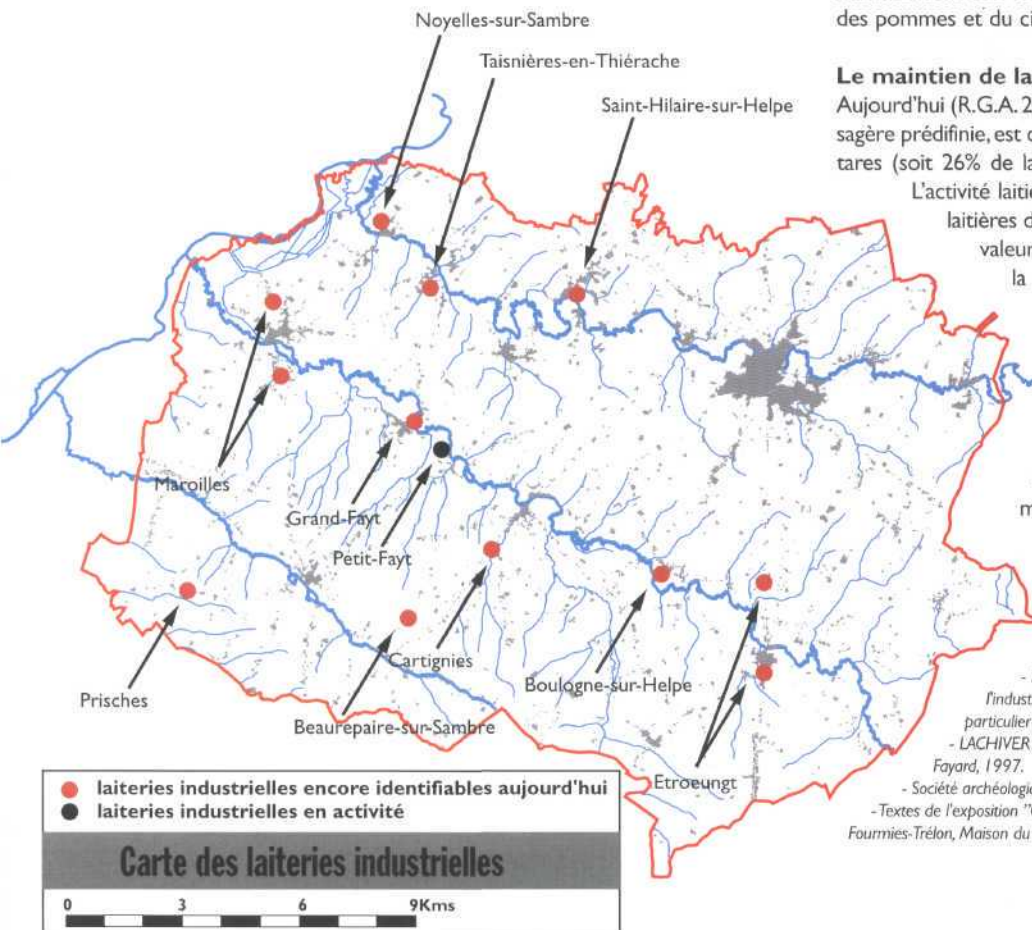 Noyelles-sur-Sambre
Taisnières-en-Thiérache
Saint-Hilaire-sur-Helpe
Maroilles
Grand-Fayt
Petit-Fayt
Prisches
Cartignies
Beaurepaire-sur-Sambre
Boulogne-sur-Helpe
Etroeungt
laiteries industrielles encore identifiables aujourd'hui
laiteries industrielles en activité
Carte des laiteries industrielles
0 3 6 9Kms
des pommes et du ci
Le maintien de la
Aujourd'hui (R.G.A. 2
sagère prédifinie, est d
tares (soit 26% de la
L'activité laitiè
laitières d
valeur
la
m
-
l'indust
particulier
- LACHIVER
Fayard, 1997.
- Société archéologi
- Textes de l'exposition "
Fourmies-Trélon, Maison du